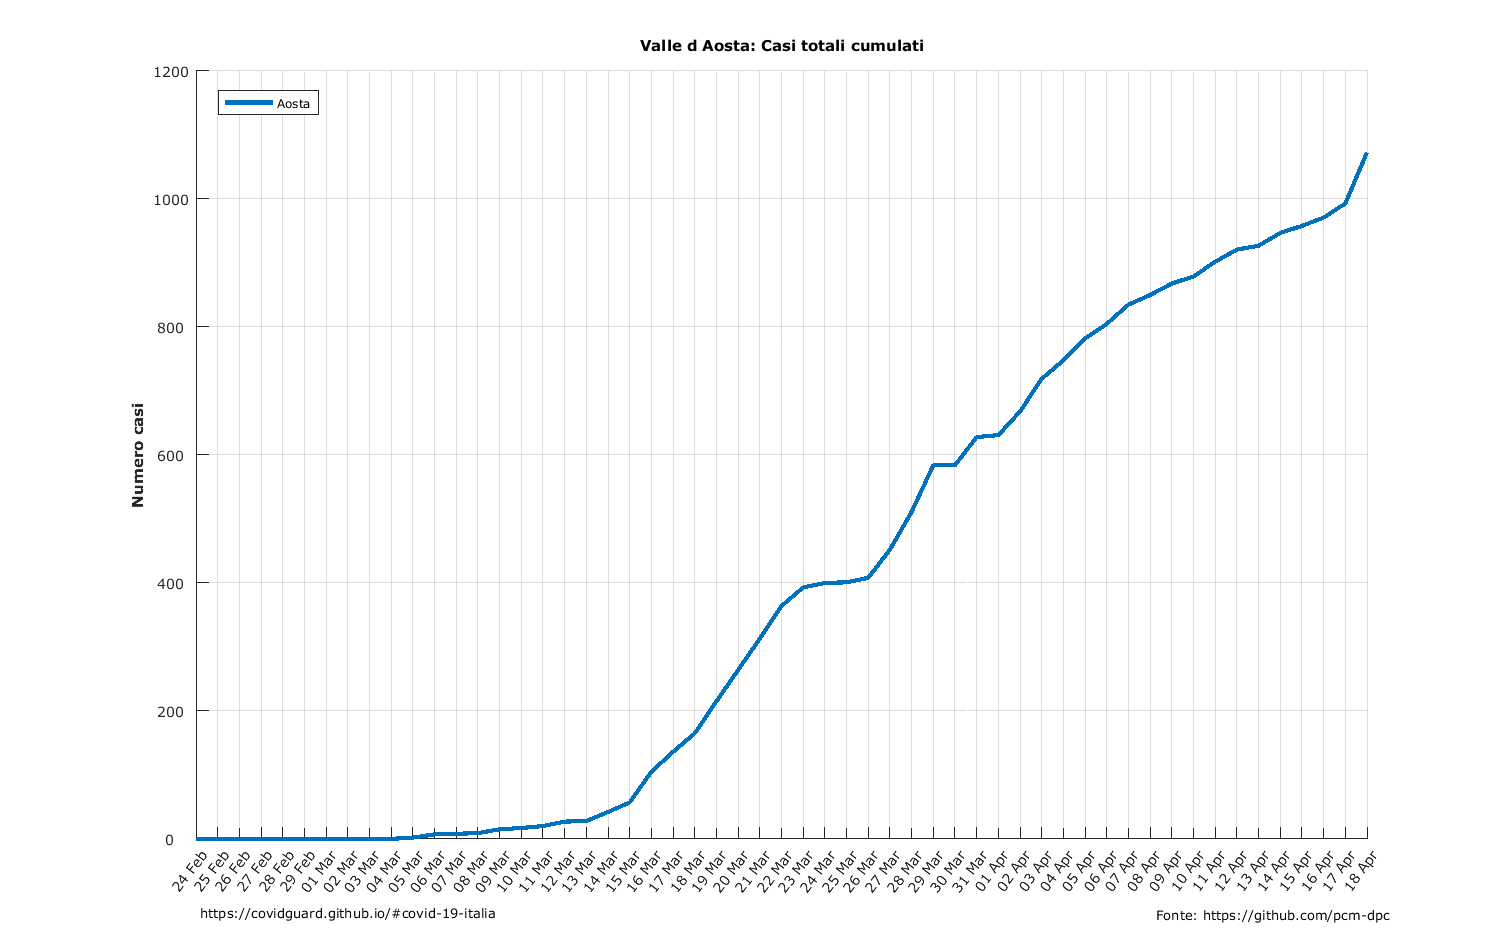 Valle d Aosta: Casi totali cumulati
1200
1000
800
600
400
200
0
Numero casi
Aosta
24 Feb
25 Feb
26 Feb
27 Feb
28 Feb
29 Feb
01 Mar
02 Mar
03 Mar
04 Mar
05 Mar
06 Mar
07 Mar
08 Mar
09 Mar
10 Mar
11 Mar
12 Mar
13 Mar
14 Mar
15 Mar
16 Mar
17 Mar
18 Mar
19 Mar
20 Mar
21 Mar
22 Mar
23 Mar
24 Mar
25 Mar
26 Mar
27 Mar
28 Mar
29 Mar
30 Mar
31 Mar
01 Apr
02 Apr
03 Apr
04 Apr
05 Apr
06 Apr
07 Apr
08 Apr
09 Apr
10 Apr
11 Apr
12 Apr
13 Apr
14 Apr
15 Apr
16 Apr
17 Apr
18 Apr
https://covidguard.github.io/#covid-19-italia
Fonte: https://github.com/pcm-dpc